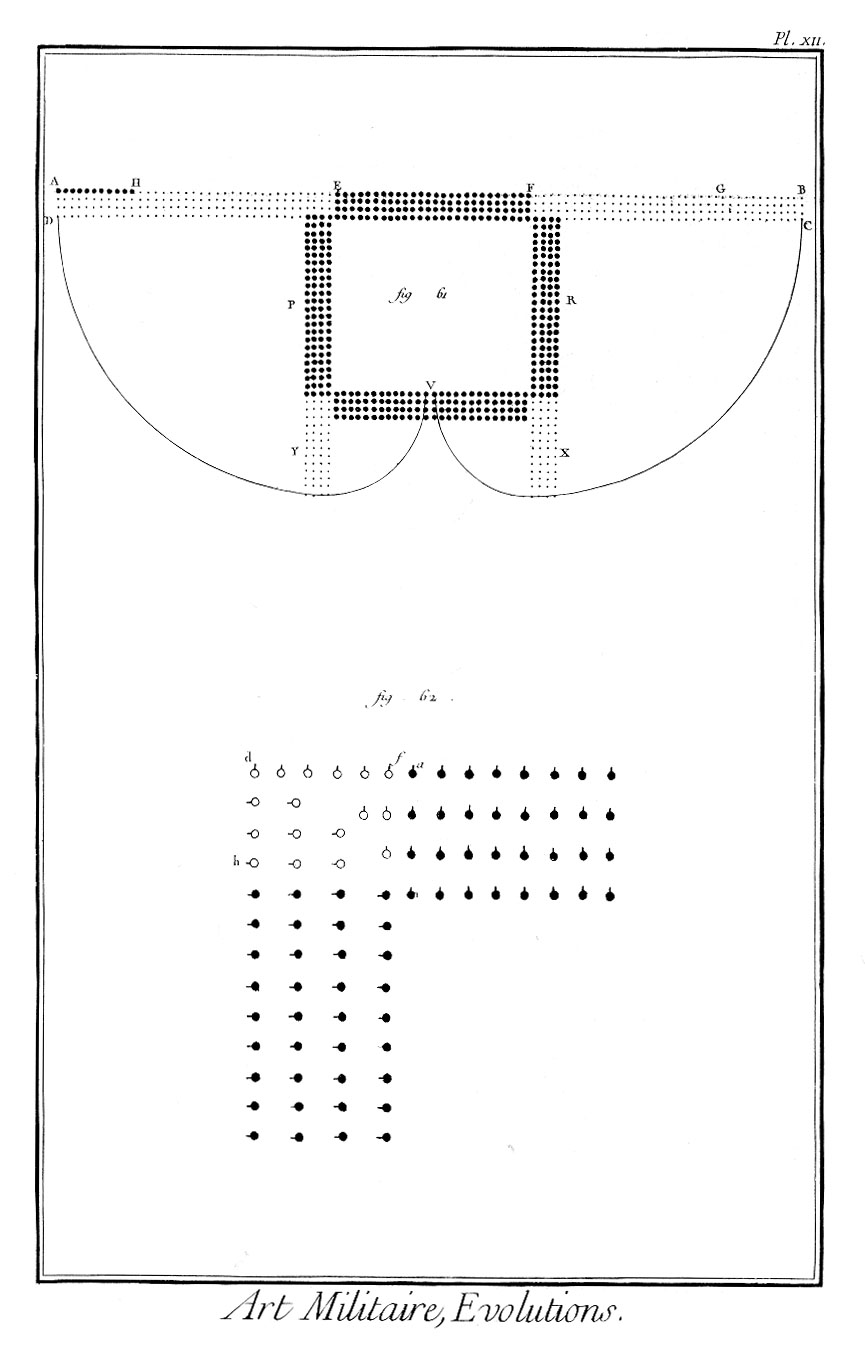 Pl. XII.
A H E F G B
D C
P fig 61 R
V
Y X
fig. 62.
d f a
h
n
Art Militaire, Evolutions.